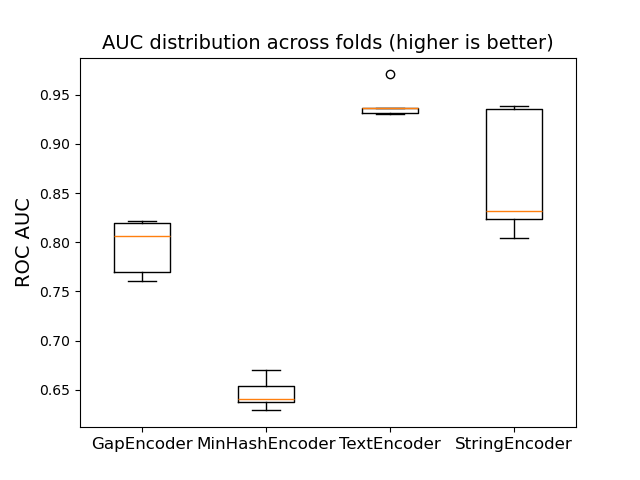 AUC distribution across folds (higher is better)
ROC AUC
0.95
0.90
0.85
0.80
0.75
0.70
0.65
GapEncoder MinHashEncoder TextEncoder StringEncoder